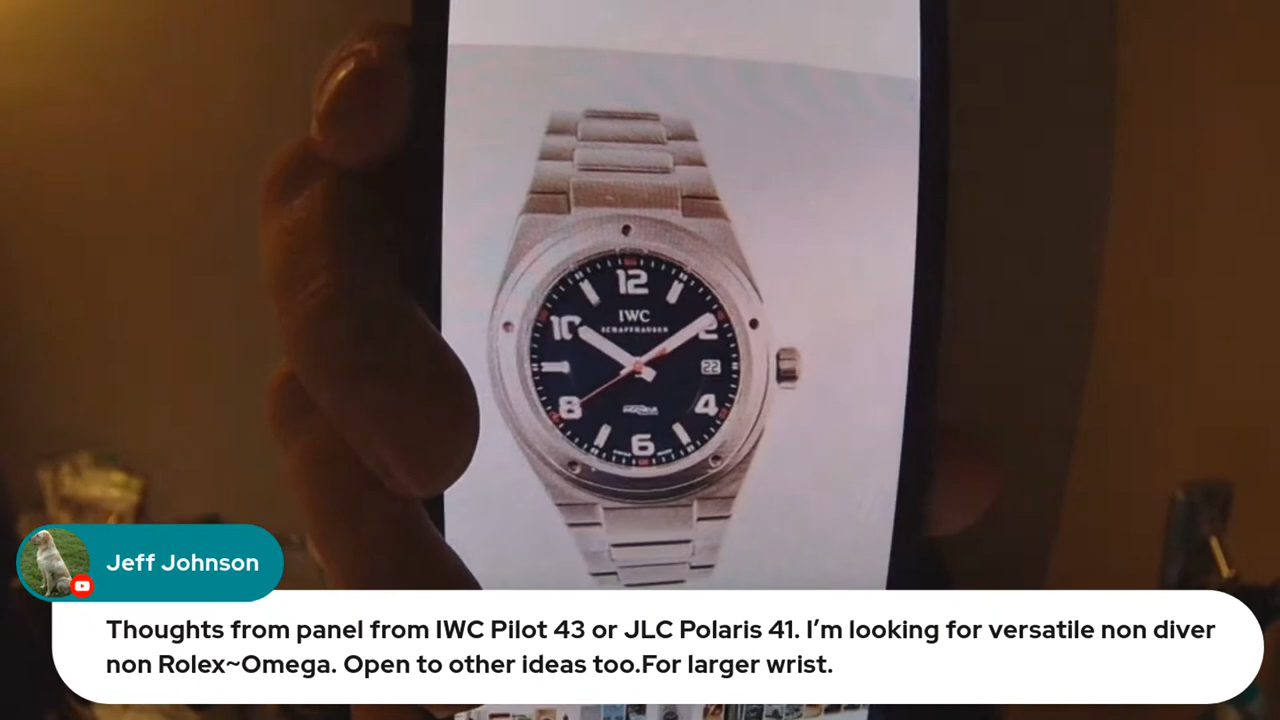 12
IWC
SCHAFFHAUSEN
10
2
22
8
4
6
Jeff Johnson
Thoughts from panel from IWC Pilot 43 or JLC Polaris 41. I’m looking for versatile non diver
non Rolex~Omega. Open to other ideas too.For larger wrist.